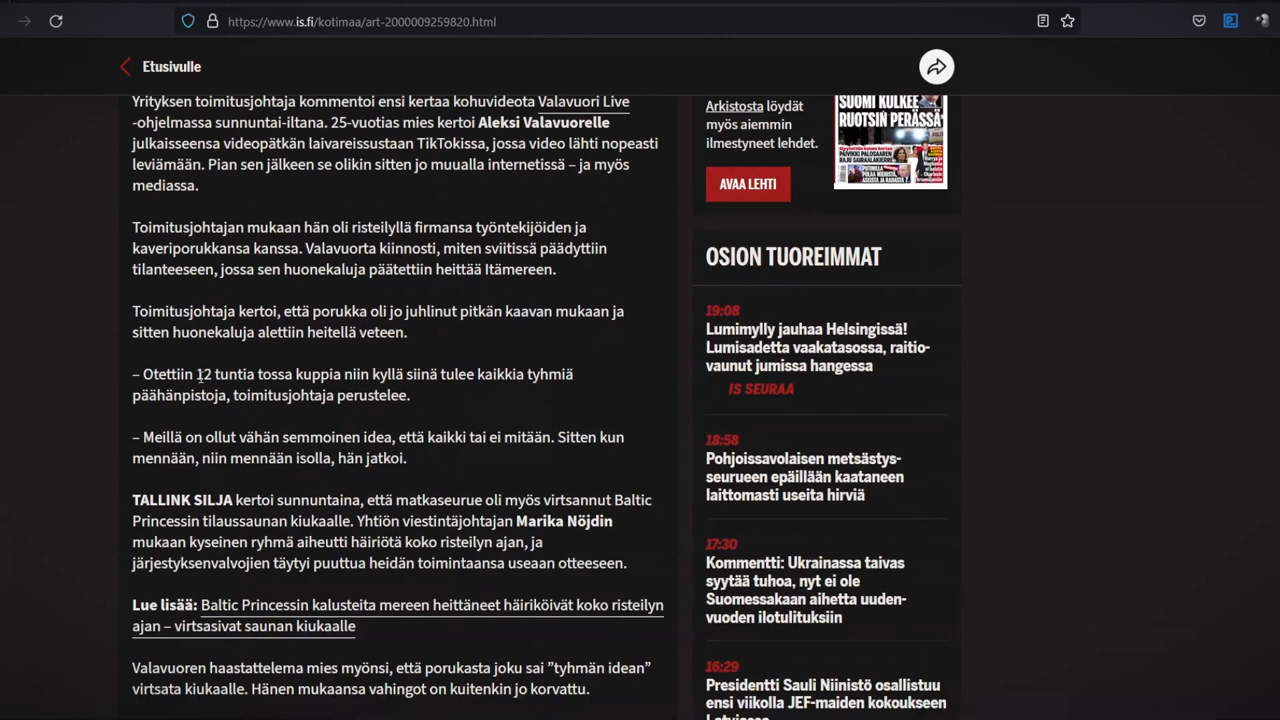 https://www.is.fi/kotimaa/art-2000009259820.html
Etusivulle
Yrityksen toimitusjohtaja kommentoi ensi kertaa kohuvideota Valavuori Live
-ohjelmassa sunnuntai-iltana. 25-vuotias mies kertoi Aleksi Valavuorelle
julkaisseensa videopätkän laivareissustaan TikTokissa, josa video lähti nopeasti
leviämään. Pian sen jälkeen se olikin sitten jo muualla internetissä – ja myös
mediassa.
Toimitusjohtajan mukaan hän oli risteilyllä firmansa työntekijöiden ja
kaveriporukkansa kanssa. Valavuorta kiinnosti, miten sviitissä päädyttiin
tilanteeseen, jossa sen huonekaluja päätettiin heittää Itämereen.
Toimitusjohtaja kertoi, että porukka oli jo juhlinut pitkän kaavan mukaan ja
sitten huonekaluja alettiin heitellä veteen.
– Otettiin 12 tuntia tossa kuppia niin kyllä siinä tulee kaikkia tyhmiä
päähänpistoja, toimitusjohtaja perustelee.
– Meillä on ollut vähän semmoinen idea, että kaikki tai ei mitään. Sitten kun
mennään, niin mennään isolla, hän jatkoi.
TALLINK SILJA kertoi sunnuntaina, että matkaseurue oli myös virtsannut Baltic
Princessin tilaussaunan kiukaalle. Yhtiön viestintäjohtajan Marika Nöjdin
mukaan kyseinen ryhmä aiheutti häiriötä koko risteilyn ajan, ja
järjestyksenvalvojien täytyi puuttua heidän toimintaansa useaan otteeseen.
Lue lisää: Baltic Princessin kalusteita mereen heittäneet häiriköivät koko risteilyn
ajan – virtsasivat saunan kiukaalle
Valavuoren haastattelema mies myönsi, että porukasta joku sai ”tyhmän idean”
virtsata kiukaalle. Hänen mukaansa vahingot on kuitenkin jo korvattu.
Arkistosta löydät
myös aiemmin
ilmestyneet lehdet.
AVAA LEHTI
SUOMI KULKEE
RUOTSIN PERÄSSÄ
OSION TUOREIMMAT
19:08
Lumimylly jauhaa Helsingissä!
Lumisadetta vaakatasossa, raitio-
vaunut jumissa hangessa
IS SEURAA
18:58
Pohjoissavolaisen metsästys-
seurueen epäillään kaataneen
laittomasti useita hirviä
17:30
Kommentti: Ukrainassa taivas
syytää tuhoa, nyt ei ole
Suomessakaan aihetta uuden-
vuoden ilotulituksiin
16:29
Presidentti Sauli Niinistö osallistuu
ensi viikolla JEF-maiden kokoukseen
Latviassa